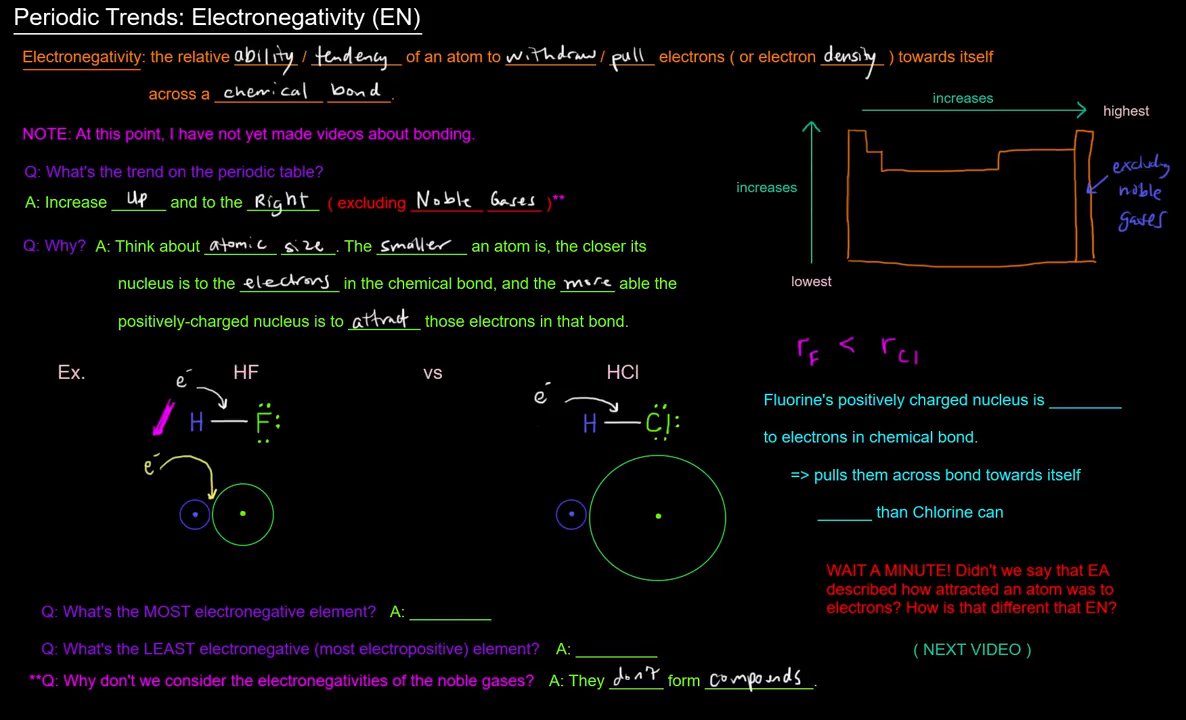 Periodic Trends: Electronegativity (EN)
Electronegativity: the relative ability / tendency of an atom to withdraw / pull electrons ( or electron density ) towards itself
across a chemical bond.
NOTE: At this point, I have not yet made videos about bonding.
Q: What's the trend on the periodic table?
A: Increase Up and to the Right ( excluding Noble Gases )**
Q: Why? A: Think about atomic size. The smaller an atom is, the closer its
nucleus is to the electrons in the chemical bond, and the more able the
positively-charged nucleus is to attract those electrons in that bond.
increases
highest
increases
excluding
noble
gases
lowest
Ex. HF vs HCl
e⁻
H — F
e⁻
e⁻
H — Cl
r_F < r_Cl
Fluorine's positively charged nucleus is ________
to electrons in chemical bond.
=> pulls them across bond towards itself
______ than Chlorine can
WAIT A MINUTE! Didn't we say that EA
described how attracted an atom was to
electrons? How is that different that EN?
( NEXT VIDEO )
Q: What's the MOST electronegative element? A: _________
Q: What's the LEAST electronegative (most electropositive) element? A: _________
**Q: Why don't we consider the electronegativities of the noble gases? A: They don't form compounds.